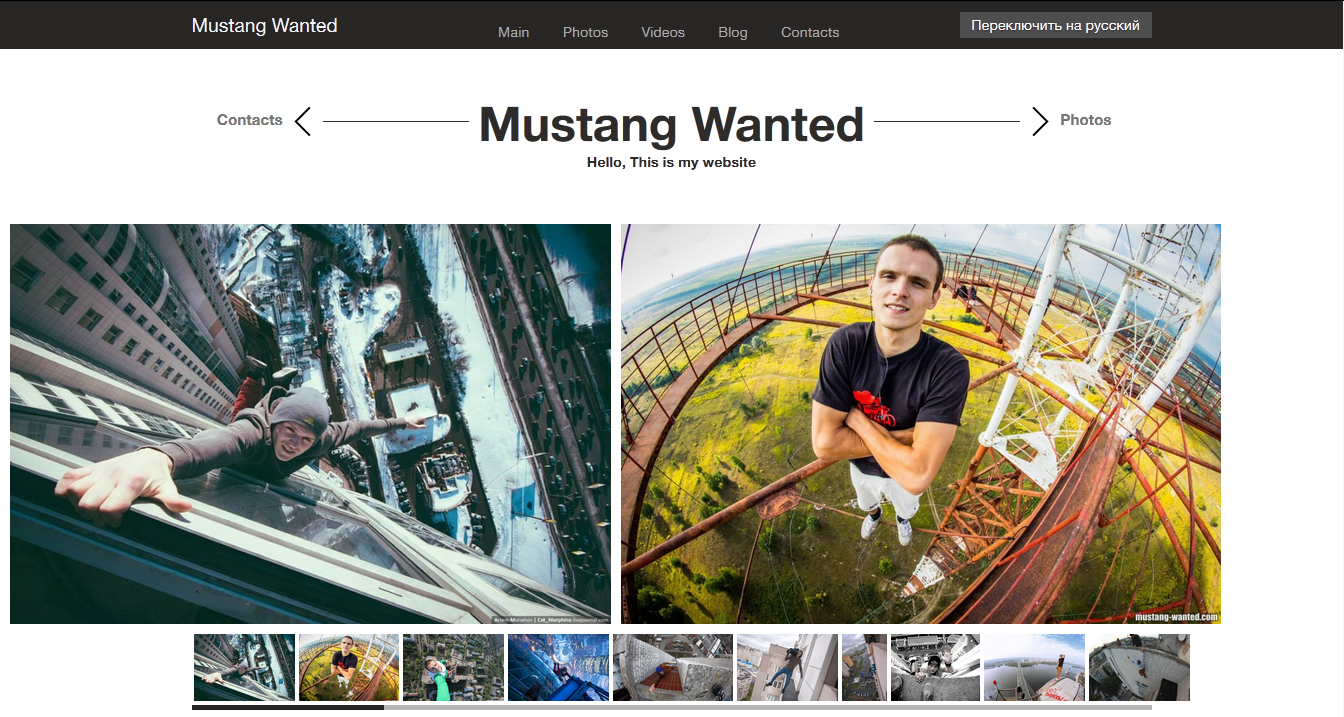 Mustang Wanted
Main Photos Videos Blog Contacts
Переключить на русский
Contacts
Mustang Wanted
Photos
Hello, This is my website
Artem Monahov | Cat_Morphine livejournal.com
mustang-wanted.com